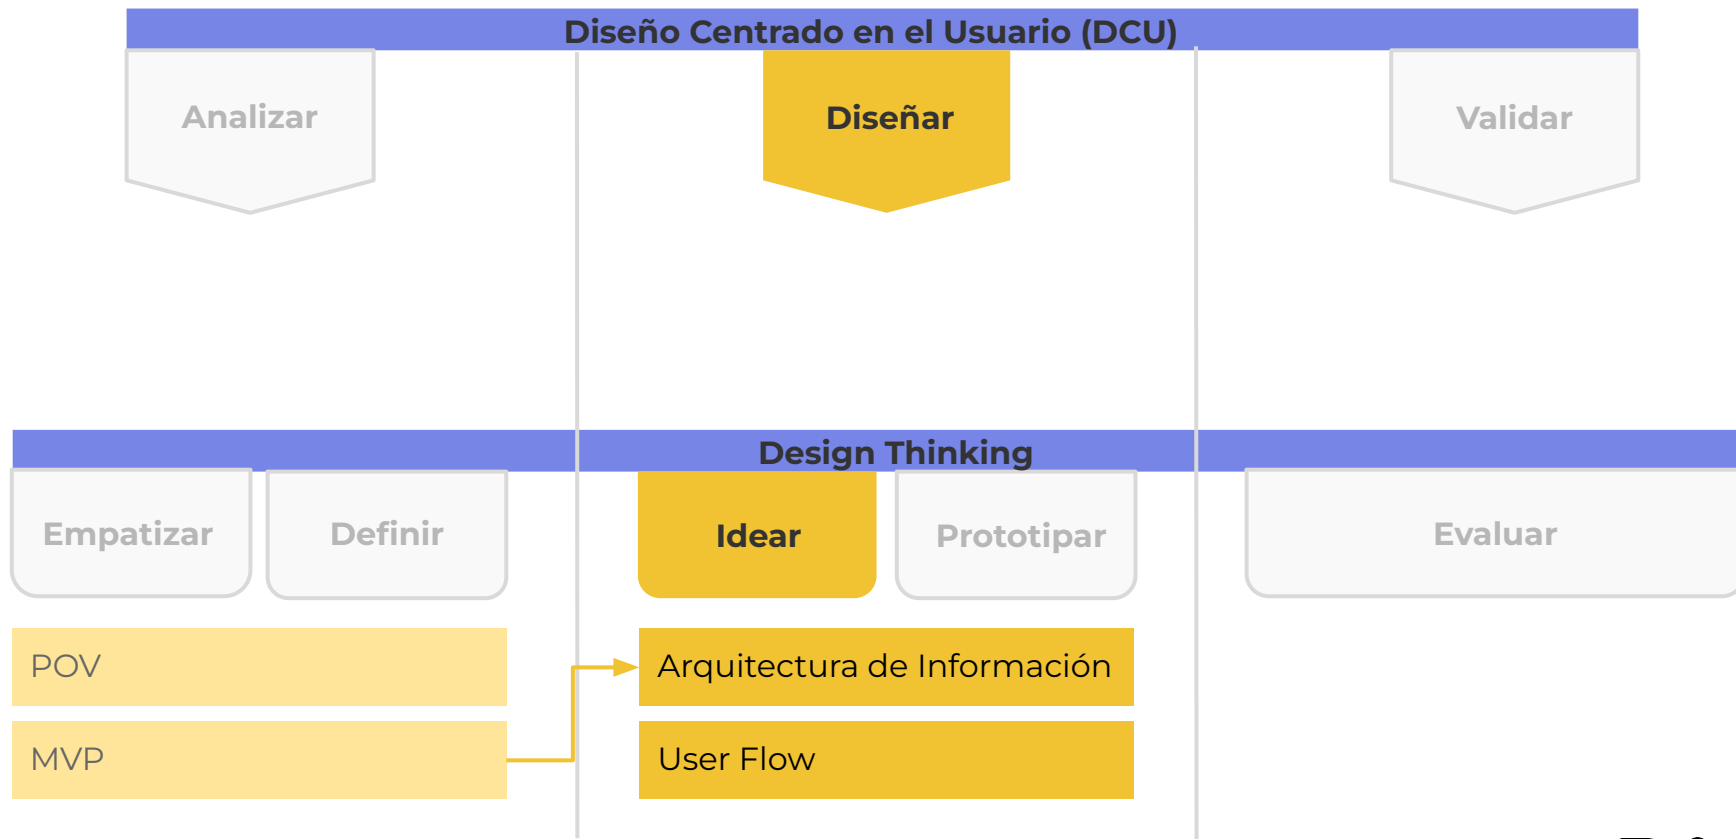 Diseño Centrado en el Usuario (DCU)
Analizar
Diseñar
Validar
Design Thinking
Empatizar
Definir
Idear
Prototipar
Evaluar
POV
Arquitectura de Información
MVP
User Flow